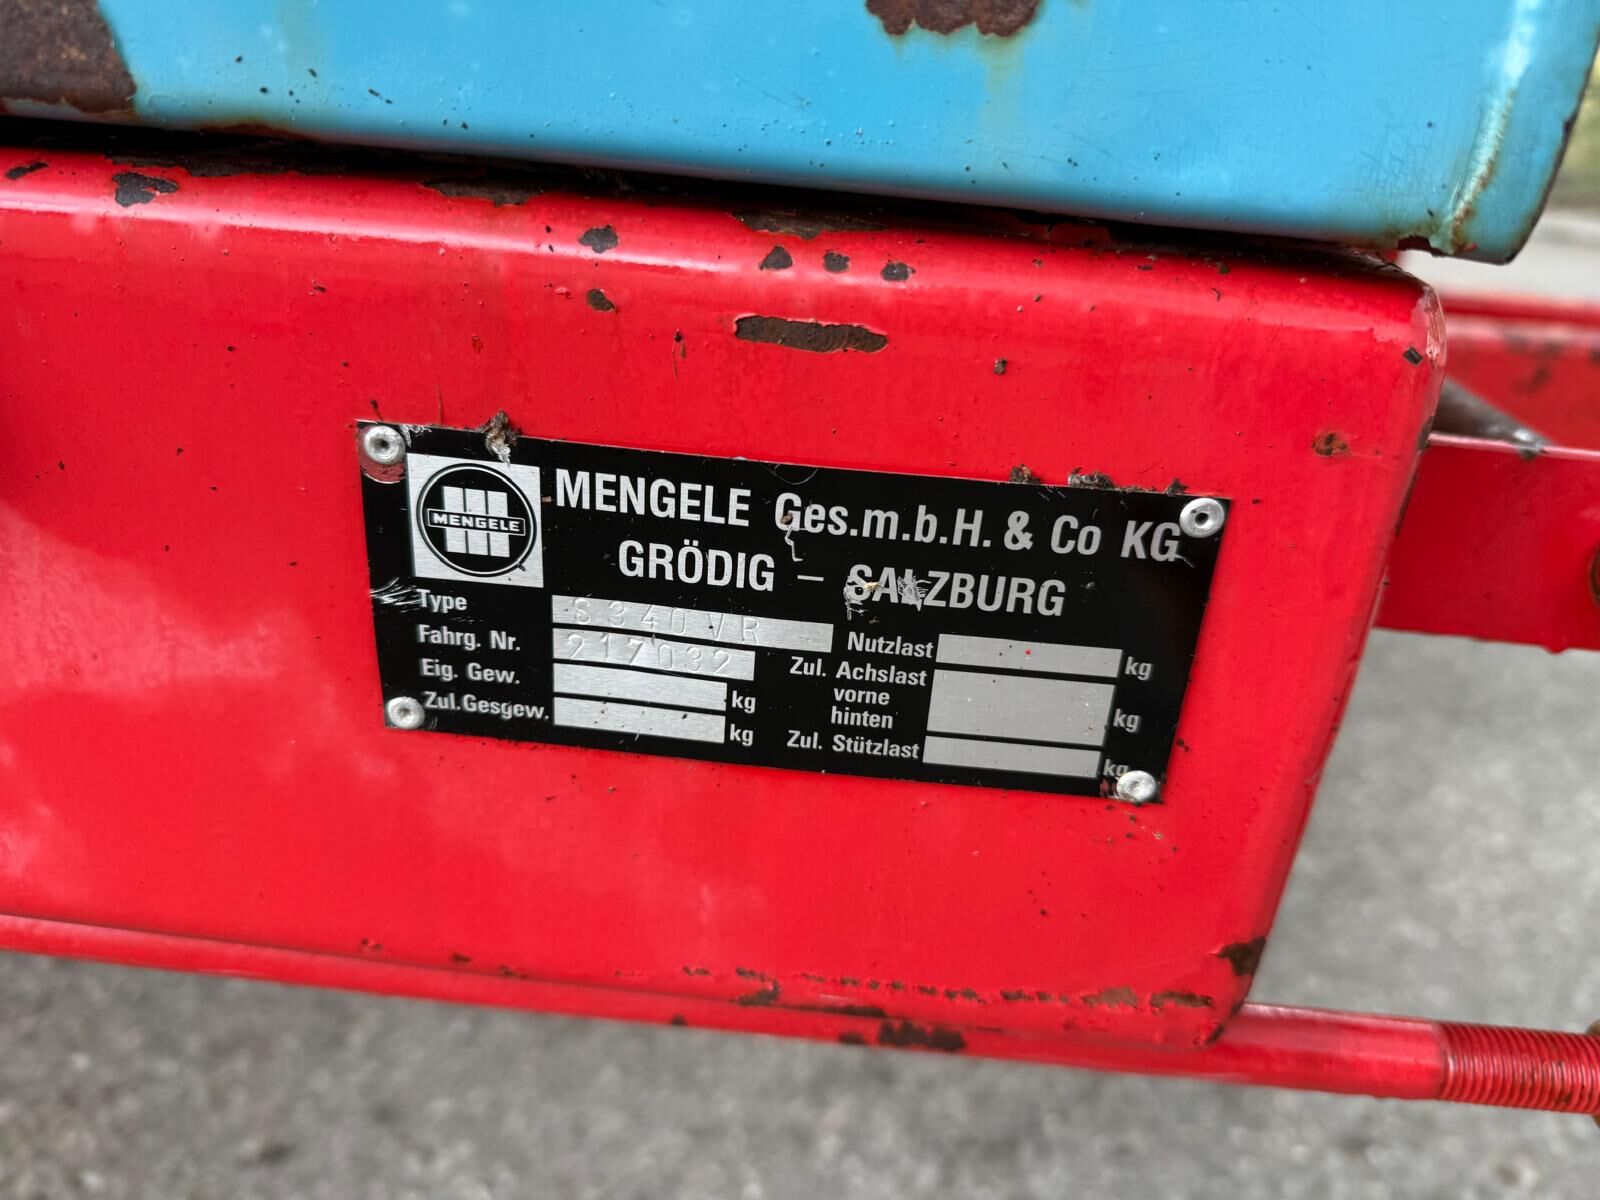 MENGELE
MENGELE Ges.m.b.H. & Co KG
GRÖDIG – SALZBURG
Type S340VR
Fahrg. Nr. 217032
Eig. Gew. kg
Zul.Gesgew. kg
Nutzlast kg
Zul. Achslast
vorne
hinten kg
Zul. Stützlast kg